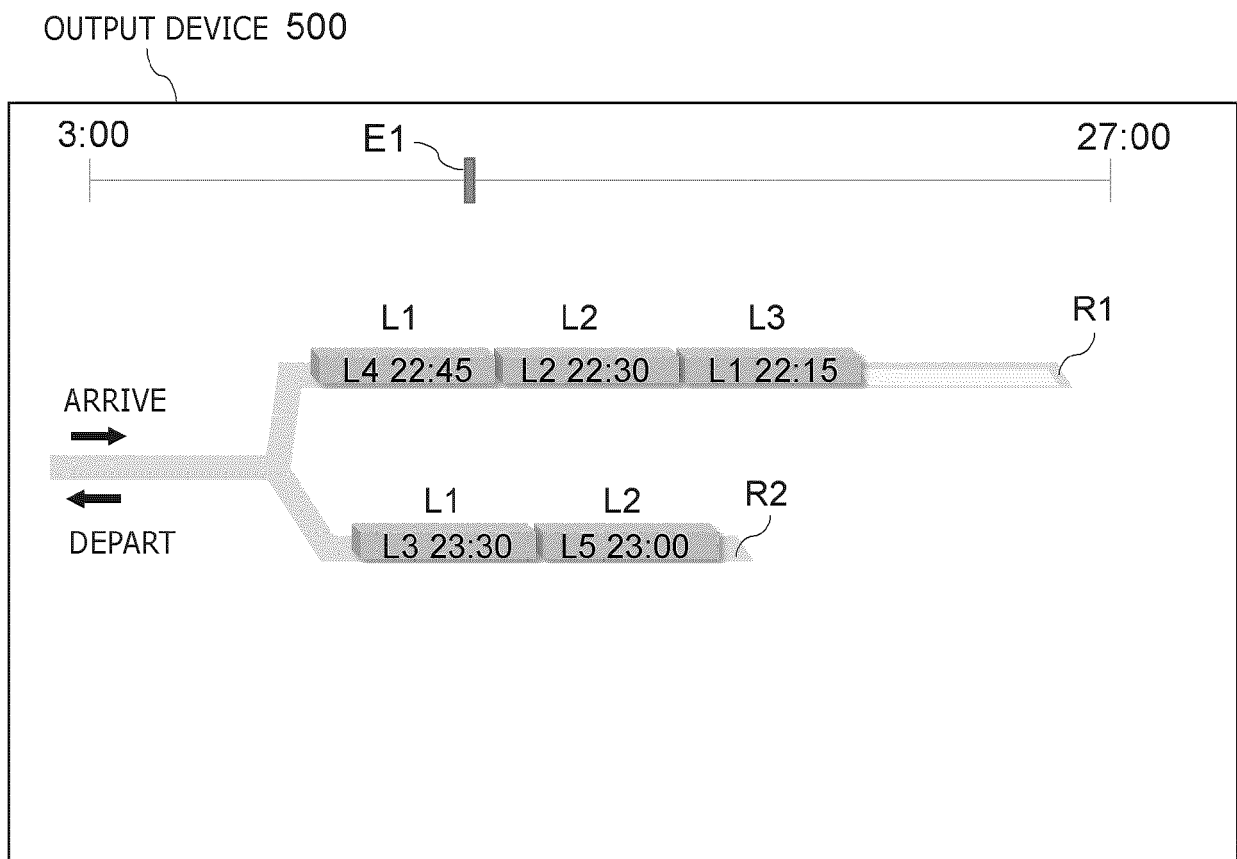 OUTPUT DEVICE 500
3:00 E1 27:00
L1 L2 L3 R1
L4 22:45 L2 22:30 L1 22:15
ARRIVE
DEPART
L1 L2 R2
L3 23:30 L5 23:00